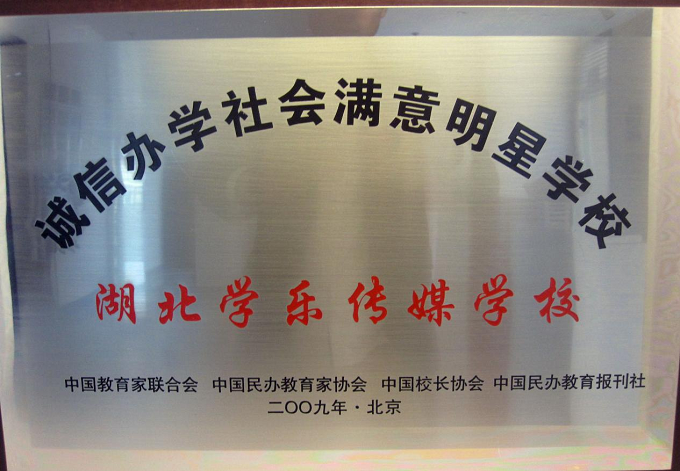 诚信办学社会满意明星学校
湖北学乐传媒学校
中国教育家联合会 中国民办教育家协会 中国校长协会 中国民办教育报刊社
二〇〇九年·北京